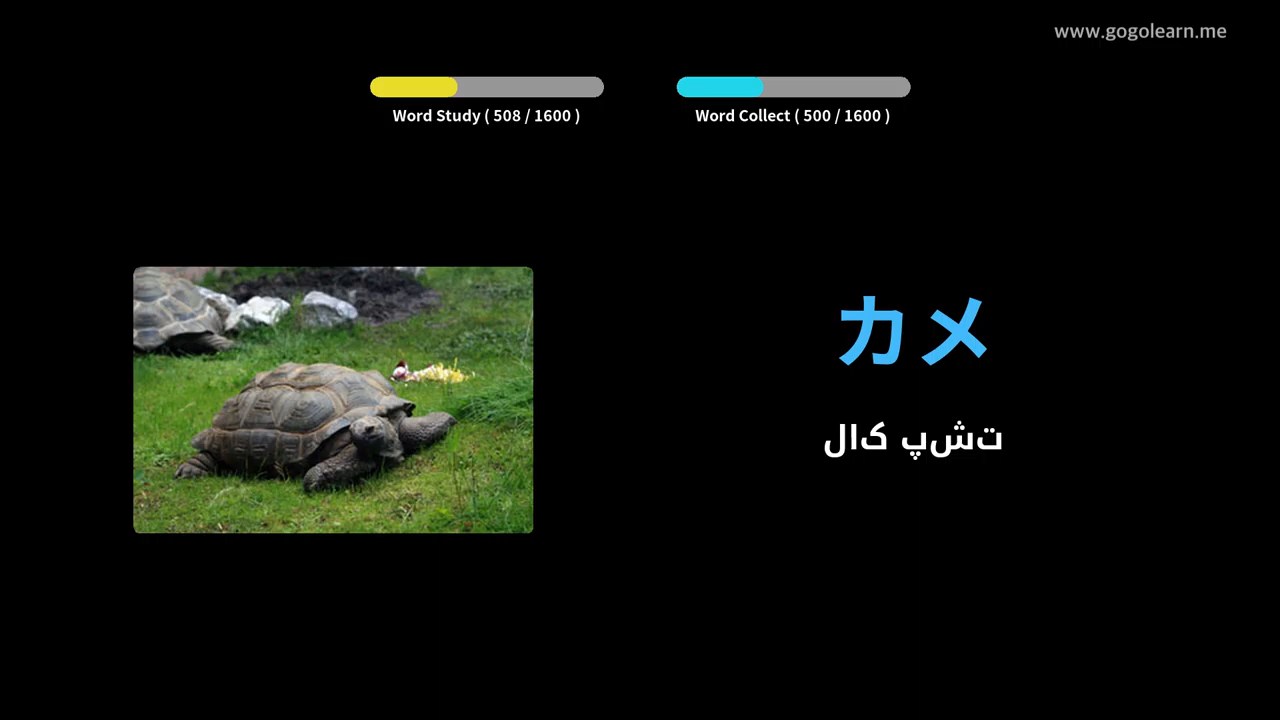 www.gogolearn.me
Word Study ( 508 / 1600 )
Word Collect ( 500 / 1600 )
カメ
تشپ کال